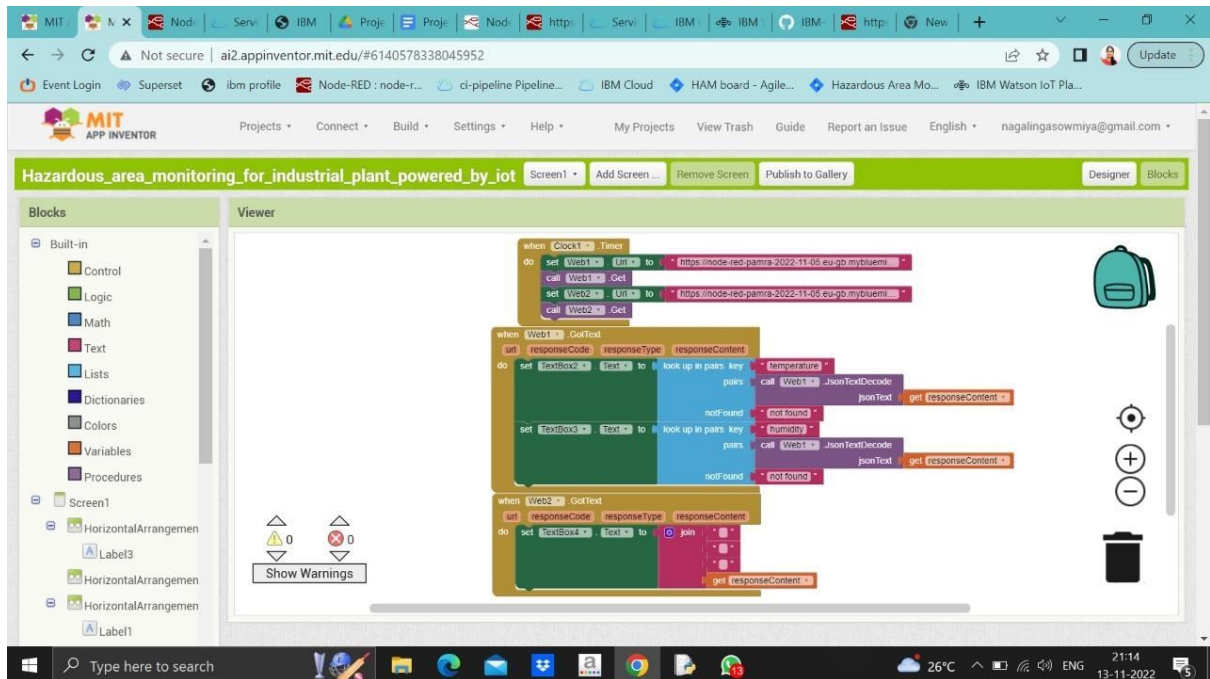 MIT
N
Node
Servi
IBM
Proje
Proje
Node
https
Servi
IBM
IBM
IBM-
https
New
Not secure
ai2.appinventor.mit.edu/#6140578338045952
Update
Event Login
Superset
ibm profile
Node-RED : node-r...
ci-pipeline Pipeline...
IBM Cloud
HAM board - Agile...
Hazardous Area Mo...
IBM Watson IoT Pla...
MIT
APP INVENTOR
Projects
Connect
Build
Settings
Help
My Projects
View Trash
Guide
Report an Issue
English
nagalingasowmiya@gmail.com
Hazardous_area_monitoring_for_industrial_plant_powered_by_iot
Screen1
Add Screen ...
Remove Screen
Publish to Gallery
Designer
Blocks
Blocks
Viewer
Built-in
Control
Logic
Math
Text
Lists
Dictionaries
Colors
Variables
Procedures
Screen1
HorizontalArrangemen
Label3
HorizontalArrangemen
HorizontalArrangemen
Label1
when Clock1 .Timer
do set Web1 . Url to " https://node-red-pamra-2022-11-05.eu-gb.mybluemi... "
call Web1 .Get
set Web2 . Url to " https://node-red-pamra-2022-11-05.eu-gb.mybluemi... "
call Web2 .Get
when Web1 .GotText
url responseCode responseType responseContent
do set TextBox2 . Text to look up in pairs key " temperature "
pairs call Web1 .JsonTextDecode
jsonText get responseContent
notFound " not found "
set TextBox3 . Text to look up in pairs key " humidity "
pairs call Web1 .JsonTextDecode
jsonText get responseContent
notFound " not found "
when Web2 .GotText
url responseCode responseType responseContent
do set TextBox4 . Text to join " "
" "
" "
get responseContent
0
0
Show Warnings
Type here to search
a
13
26°C
ENG
21:14
13-11-2022
5